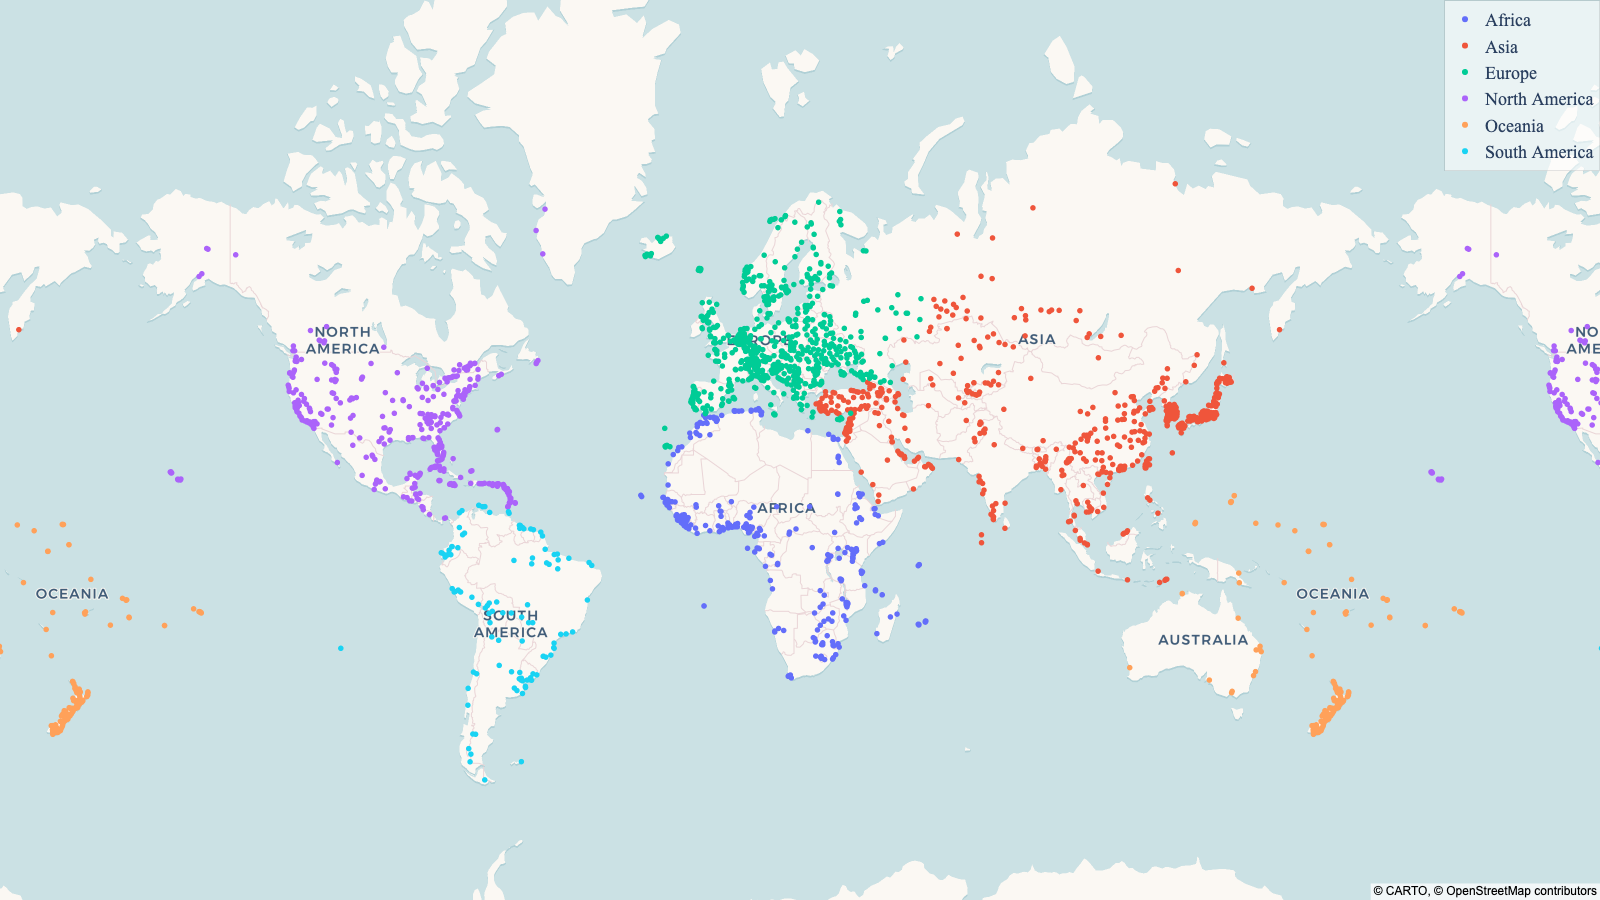 Africa
Asia
Europe
North America
Oceania
South America
NORTH
AMERICA
EUROPE
ASIA
NO
AME
AFRICA
OCEANIA
SOUTH
AMERICA
OCEANIA
AUSTRALIA
© CARTO, © OpenStreetMap contributors